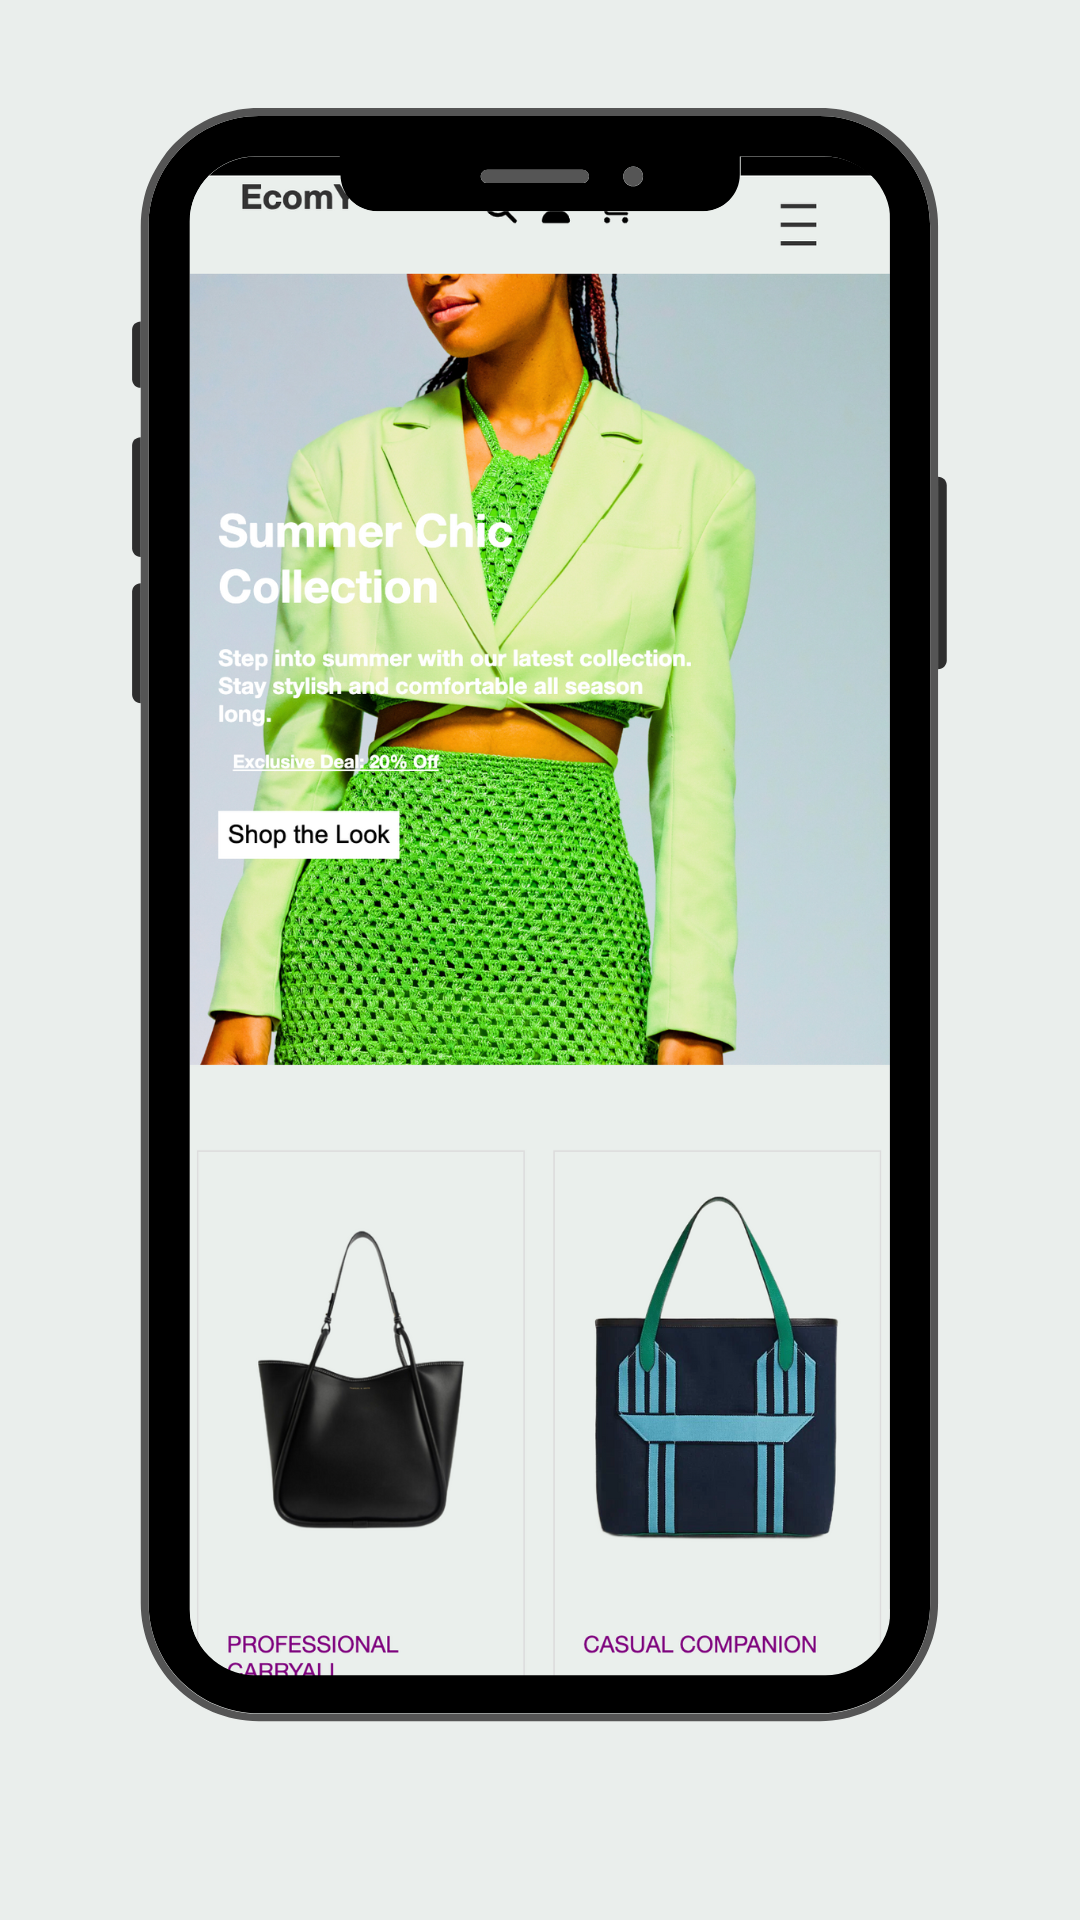 EcomY
Summer Chic
Collection
Step into summer with our latest collection.
Stay stylish and comfortable all season
long.
Exclusive Deal: 20% Off
Shop the Look
PROFESSIONAL
CARRYALL
CASUAL COMPANION